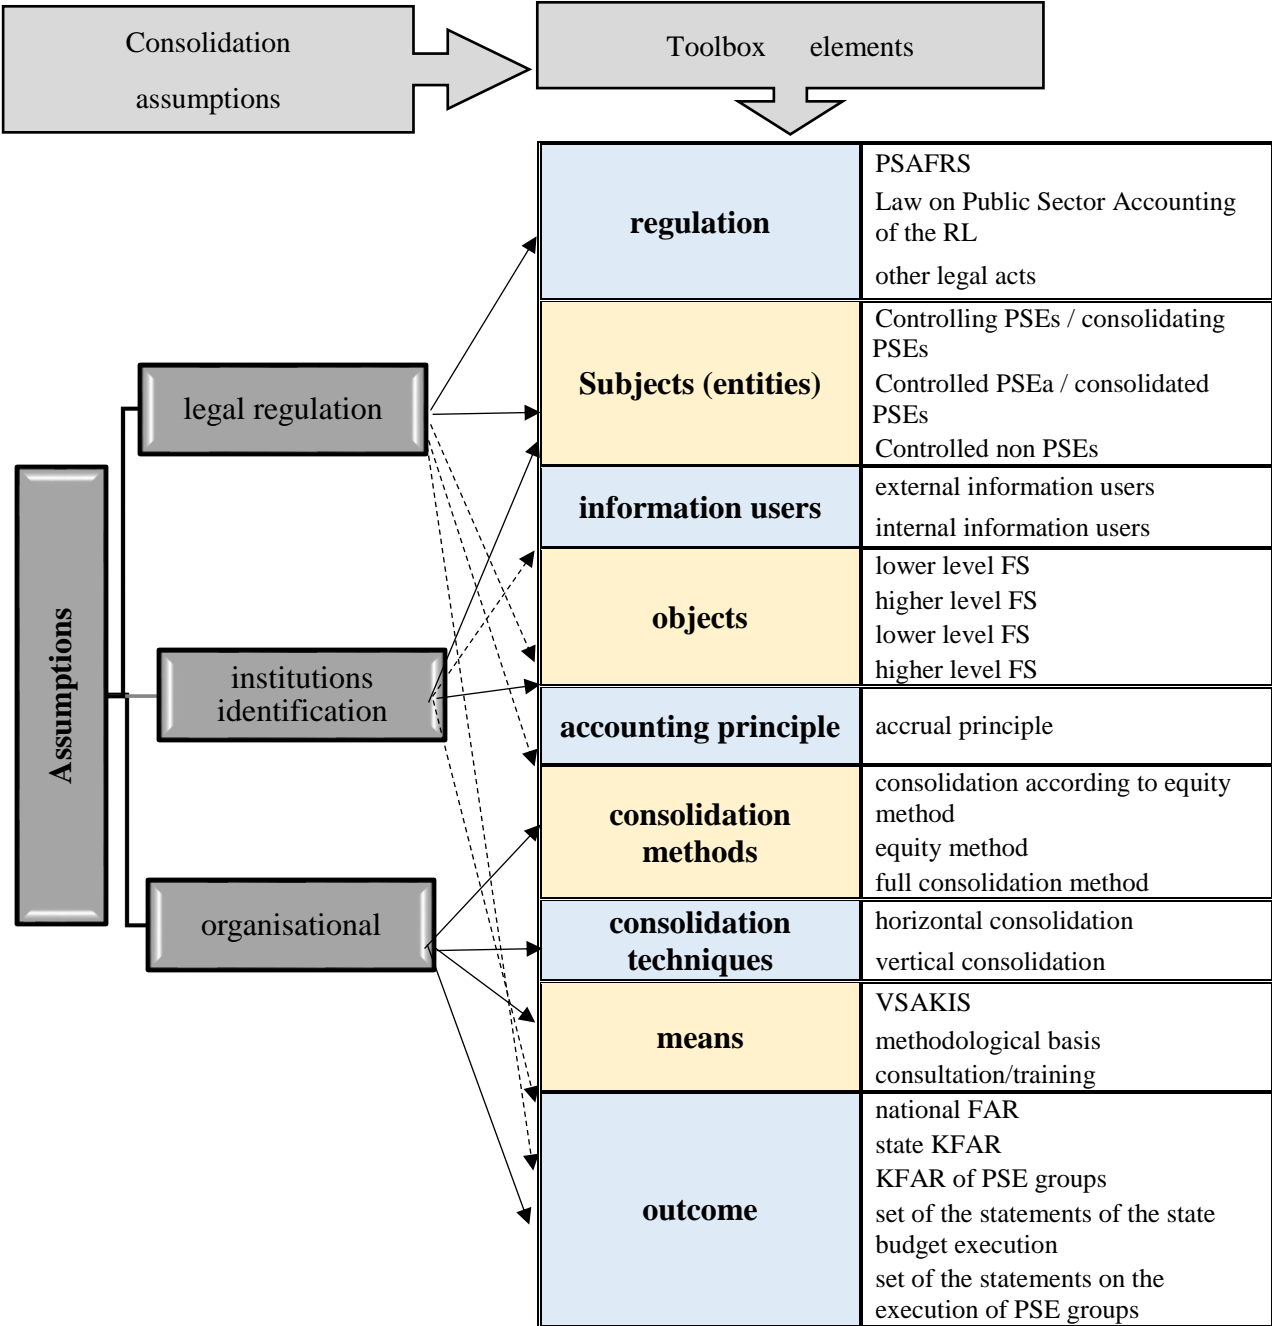 Consolidation
assumptions
Toolbox elements
Assumptions
legal regulation
institutions
identification
organisational
regulation
PSAFRS
Law on Public Sector Accounting
of the RL
other legal acts
Subjects (entities)
Controlling PSEs / consolidating
PSEs
Controlled PSEa / consolidated
PSEs
Controlled non PSEs
information users
external information users
internal information users
objects
lower level FS
higher level FS
lower level FS
higher level FS
accounting principle
accrual principle
consolidation
methods
consolidation according to equity
method
equity method
full consolidation method
consolidation
techniques
horizontal consolidation
vertical consolidation
means
VSAKIS
methodological basis
consultation/training
outcome
national FAR
state KFAR
KFAR of PSE groups
set of the statements of the state
budget execution
set of the statements on the
execution of PSE groups